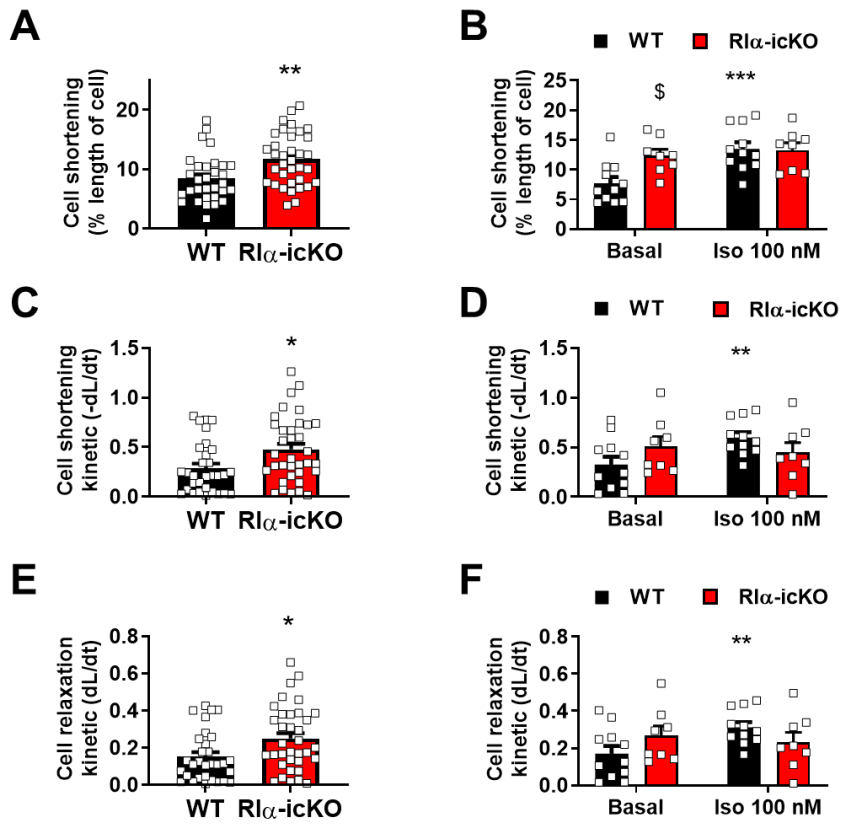 A
Cell shortening
(% length of cell)
20
10
0
**
WT RIα-icKO
B
WT RIα-icKO
Cell shortening
(% length of cell)
25
20
15
10
5
0
$
***
Basal Iso 100 nM
C
Cell shortening
kinetic (-dL/dt)
1.5
1.0
0.5
0.0
*
WT RIα-icKO
D
WT RIα-icKO
Cell shortening
kinetic (-dL/dt)
1.5
1.0
0.5
0.0
**
Basal Iso 100 nM
E
Cell relaxation
kinetic (dL/dt)
0.8
0.6
0.4
0.2
0.0
*
WT RIα-icKO
F
WT RIα-icKO
Cell relaxation
kinetic (dL/dt)
0.8
0.6
0.4
0.2
0.0
**
Basal Iso 100 nM